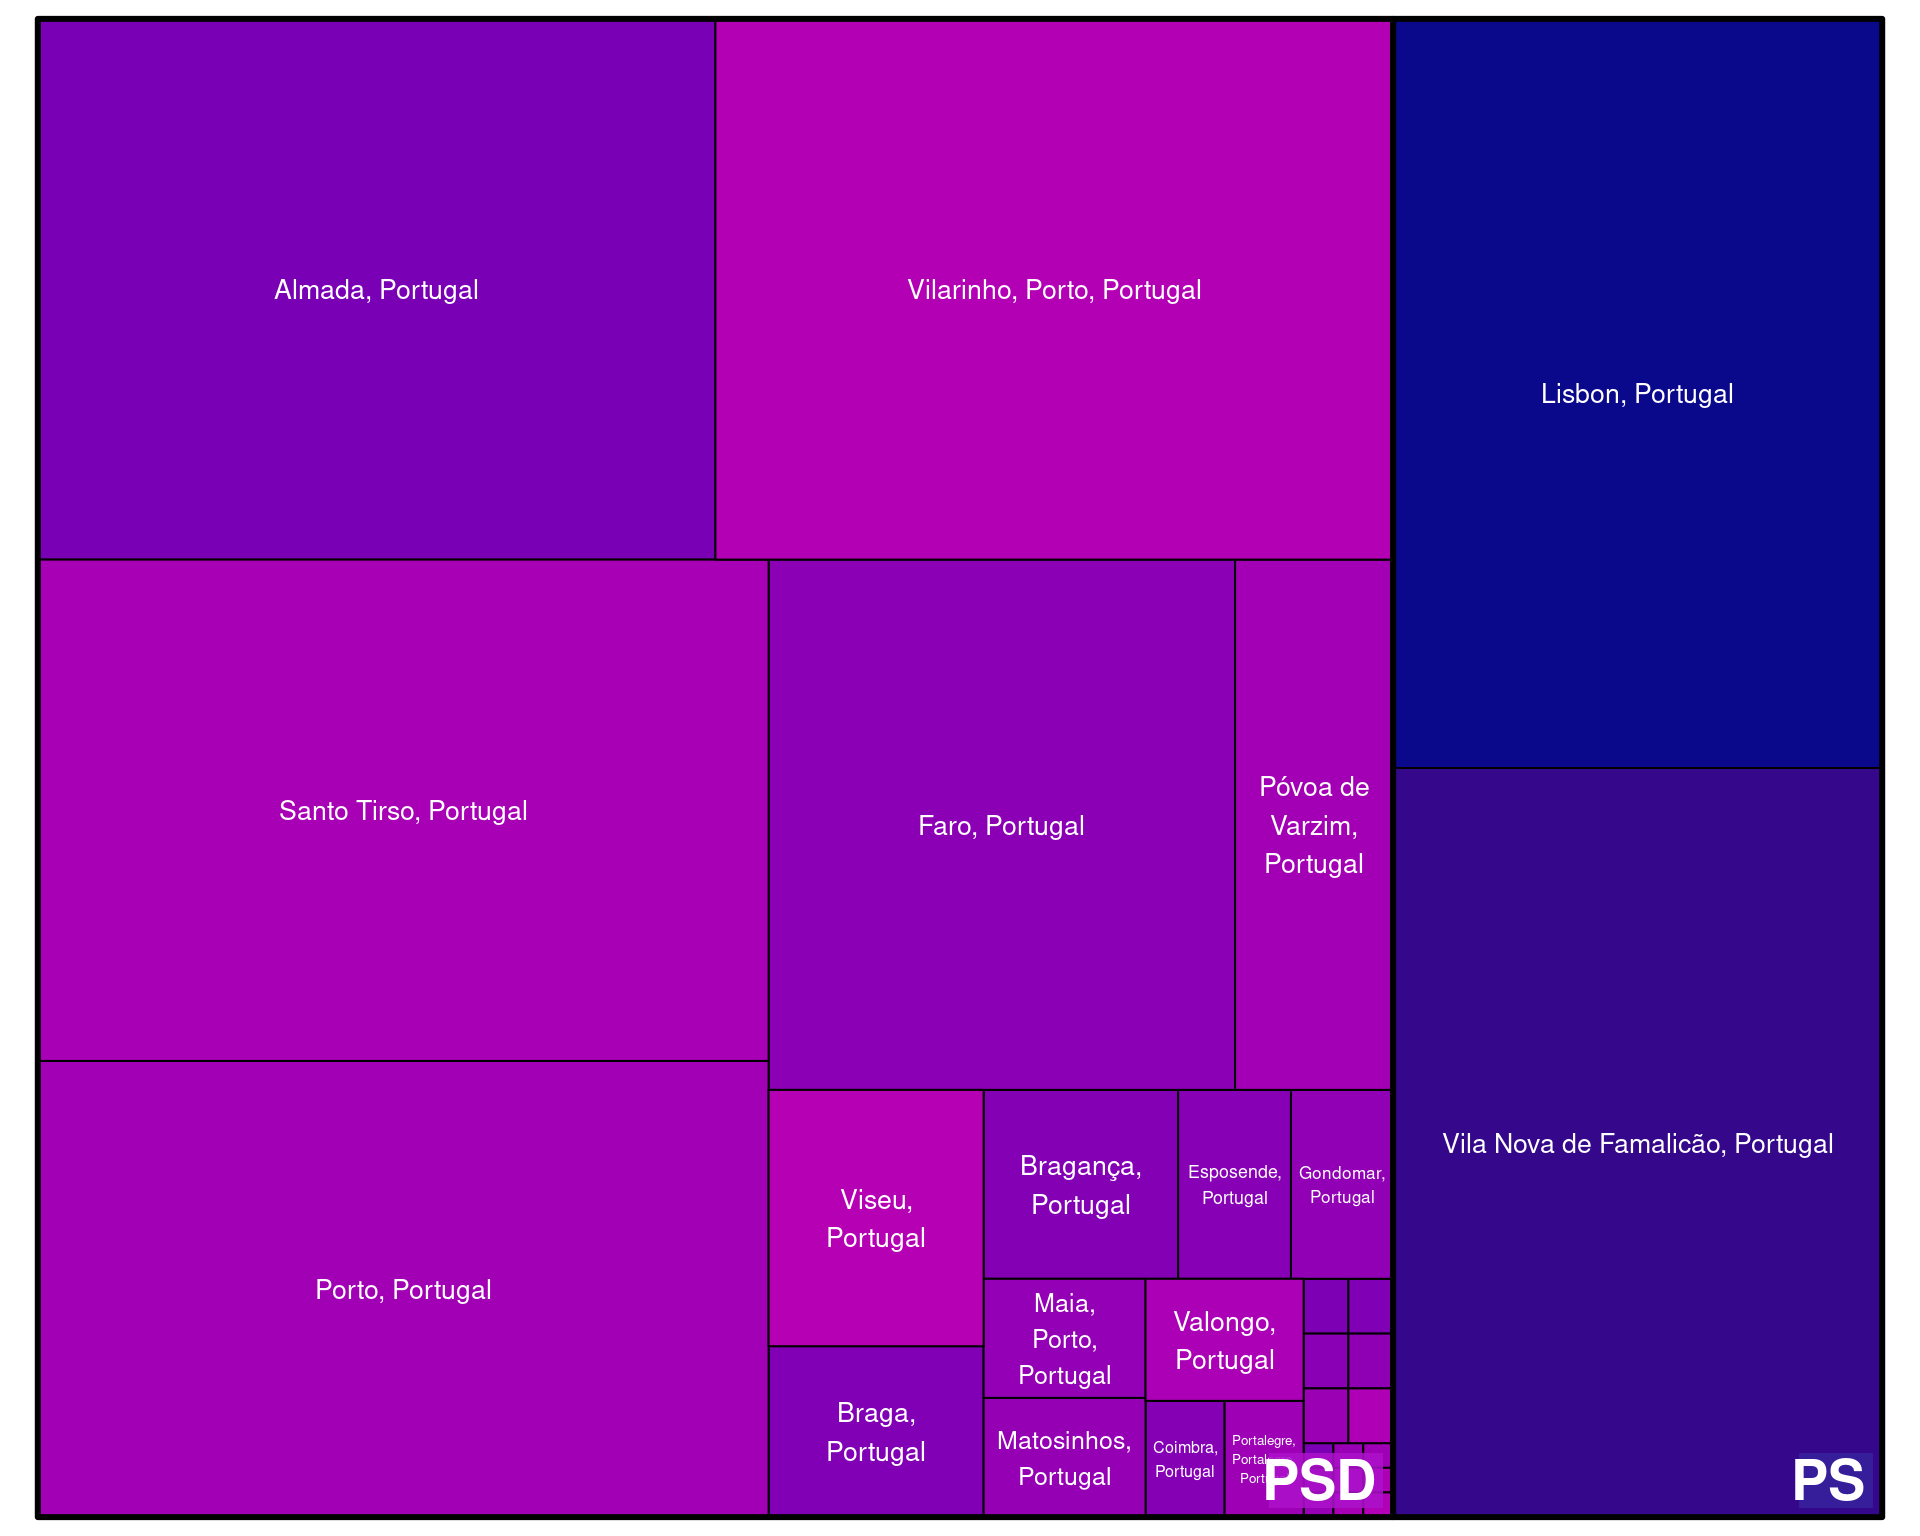 Almada, Portugal
Vilarinho, Porto, Portugal
Lisbon, Portugal
Santo Tirso, Portugal
Faro, Portugal
Póvoa de
Varzim,
Portugal
Vila Nova de Famalicão, Portugal
Porto, Portugal
Viseu,
Portugal
Bragança,
Portugal
Esposende,
Portugal
Gondomar,
Portugal
Maia,
Porto,
Portugal
Valongo,
Portugal
Braga,
Portugal
Matosinhos,
Portugal
Coimbra,
Portugal
Portalegre,
PSD
PS